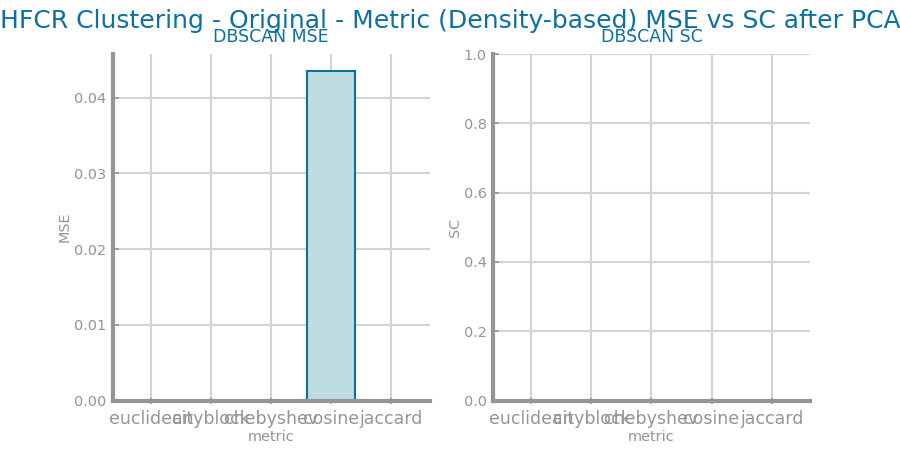 HFCR Clustering - Original - Metric (Density-based) MSE vs SC after PCA
DBSCAN MSE
0.04
0.03
0.02
0.01
0.00
MSE
euclidean cityblock chebyshev cosine jaccard
metric
DBSCAN SC
1.0
0.8
0.6
0.4
0.2
0.0
SC
euclidean cityblock chebyshev cosine jaccard
metric